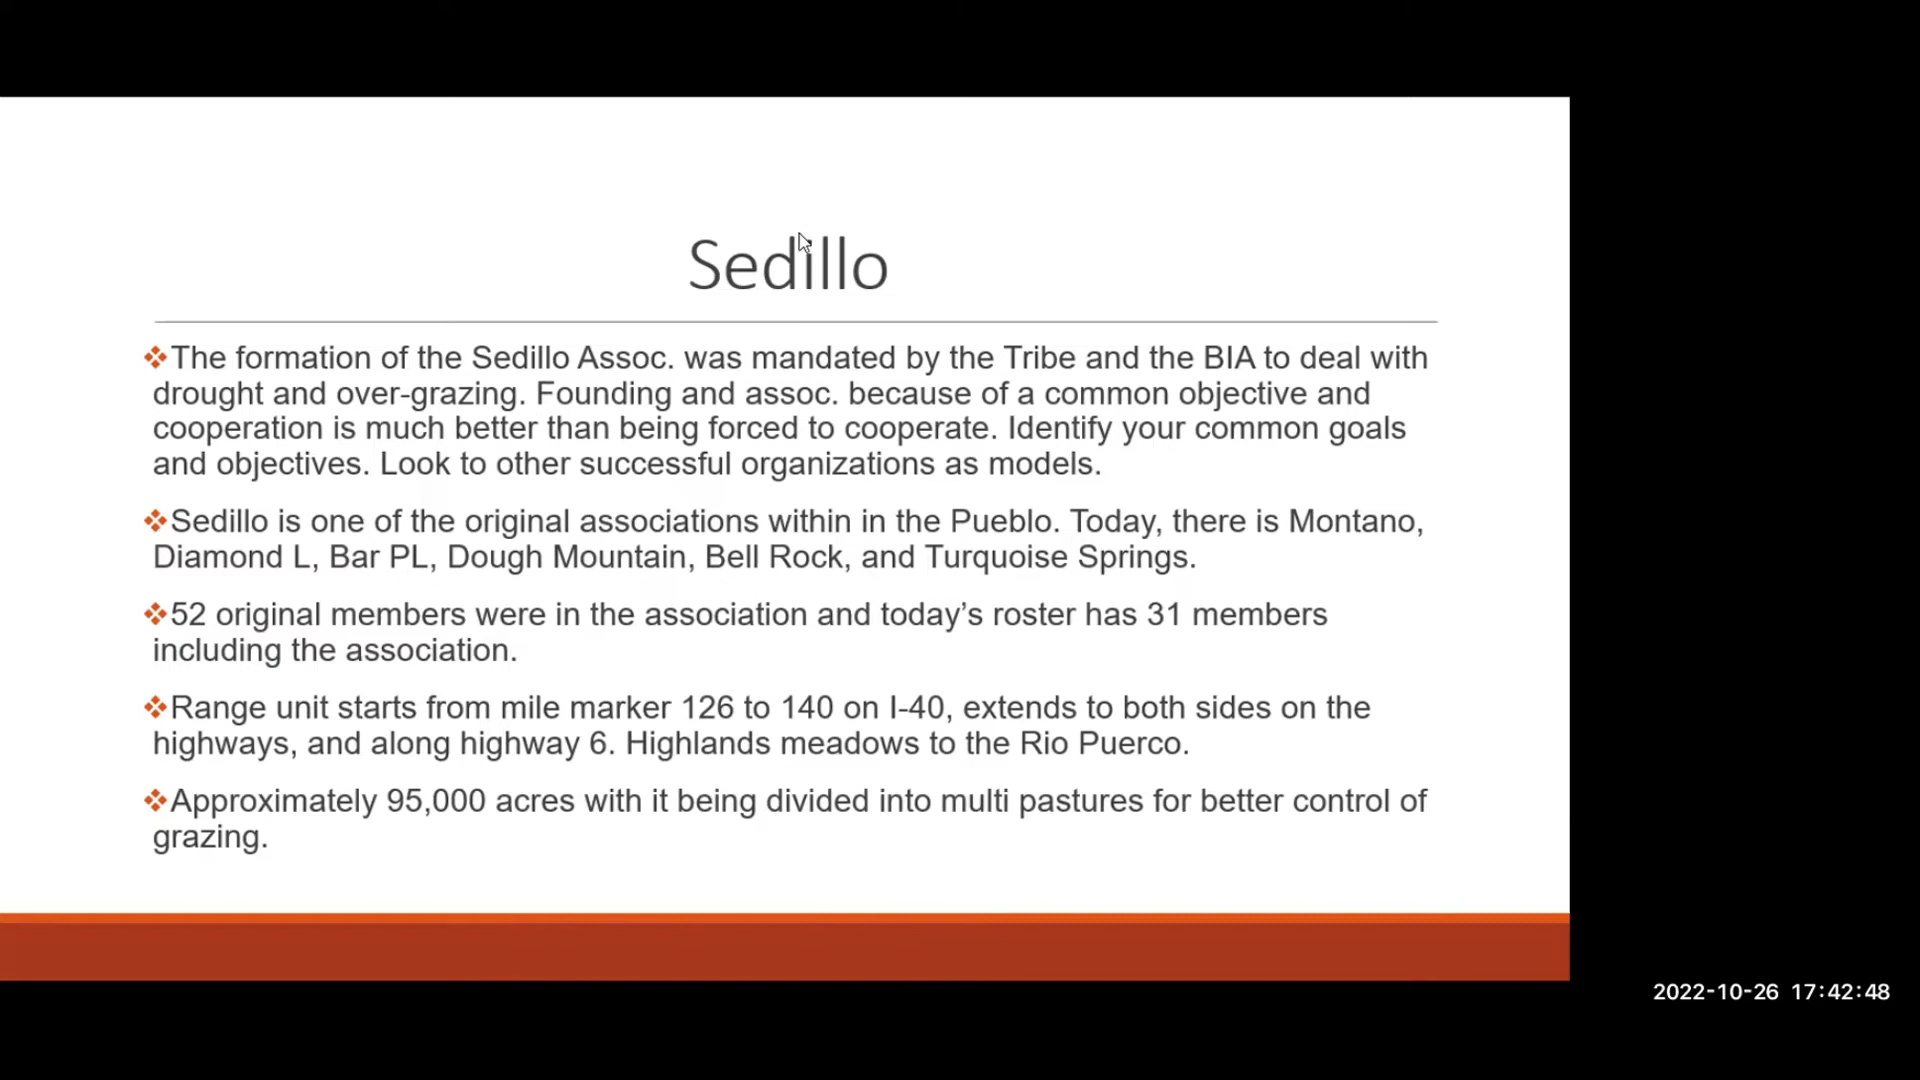 Sedillo
❖The formation of the Sedillo Assoc. was mandated by the Tribe and the BIA to deal with
drought and over-grazing. Founding and assoc. because of a common objective and
cooperation is much better than being forced to cooperate. Identify your common goals
and objectives. Look to other successful organizations as models.
❖Sedillo is one of the original associations within in the Pueblo. Today, there is Montano,
Diamond L, Bar PL, Dough Mountain, Bell Rock, and Turquoise Springs.
❖52 original members were in the association and today’s roster has 31 members
including the association.
❖Range unit starts from mile marker 126 to 140 on I-40, extends to both sides on the
highways, and along highway 6. Highlands meadows to the Rio Puerco.
❖Approximately 95,000 acres with it being divided into multi pastures for better control of
grazing.
2022-10-26 17:42:48